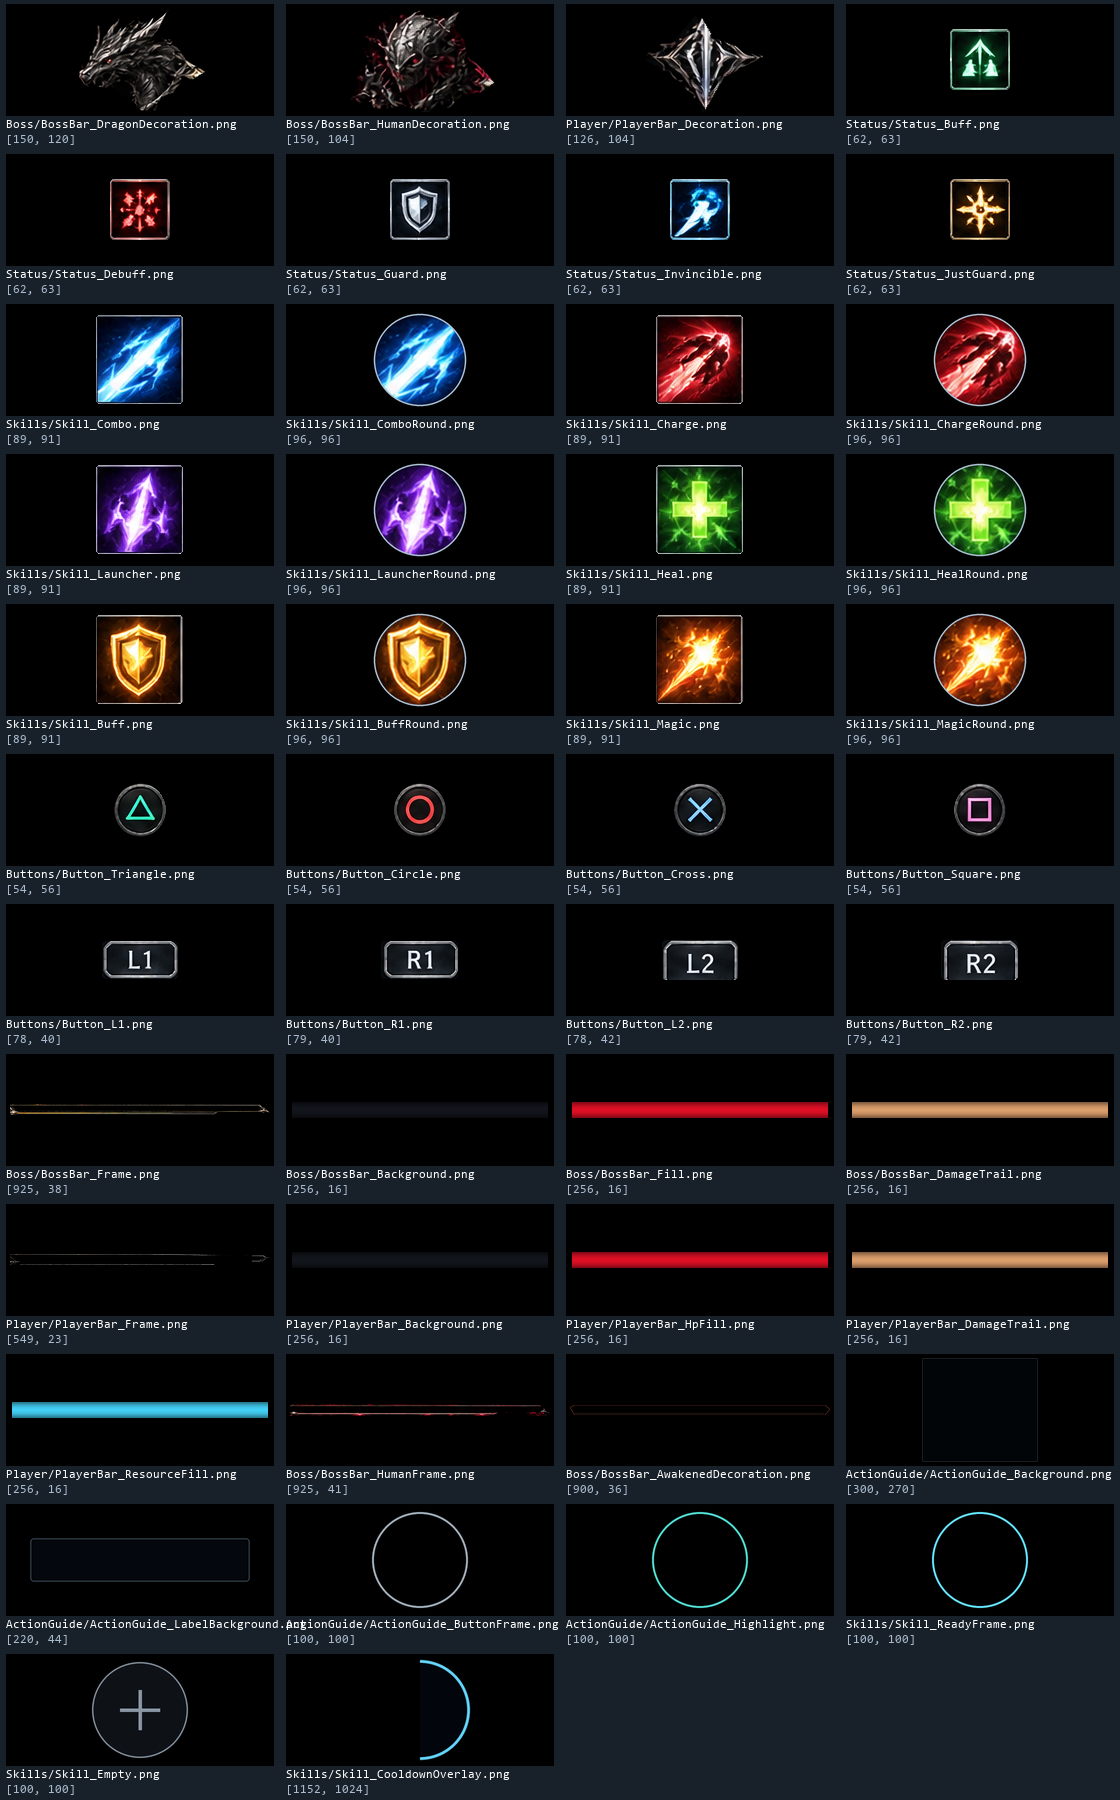 Boss/BossBar_DragonDecoration.png
[150, 120]
Boss/BossBar_HumanDecoration.png
[150, 104]
Player/PlayerBar_Decoration.png
[126, 104]
Status/Status_Buff.png
[62, 63]
Status/Status_Debuff.png
[62, 63]
Status/Status_Guard.png
[62, 63]
Status/Status_Invincible.png
[62, 63]
Status/Status_JustGuard.png
[62, 63]
Skills/Skill_Combo.png
[89, 91]
Skills/Skill_ComboRound.png
[96, 96]
Skills/Skill_Charge.png
[89, 91]
Skills/Skill_ChargeRound.png
[96, 96]
Skills/Skill_Launcher.png
[89, 91]
Skills/Skill_LauncherRound.png
[96, 96]
Skills/Skill_Heal.png
[89, 91]
Skills/Skill_HealRound.png
[96, 96]
Skills/Skill_Buff.png
[89, 91]
Skills/Skill_BuffRound.png
[96, 96]
Skills/Skill_Magic.png
[89, 91]
Skills/Skill_MagicRound.png
[96, 96]
Buttons/Button_Triangle.png
[54, 56]
Buttons/Button_Circle.png
[54, 56]
Buttons/Button_Cross.png
[54, 56]
Buttons/Button_Square.png
[54, 56]
L1
Buttons/Button_L1.png
[78, 40]
R1
Buttons/Button_R1.png
[79, 40]
L2
Buttons/Button_L2.png
[78, 42]
R2
Buttons/Button_R2.png
[79, 42]
Boss/BossBar_Frame.png
[925, 38]
Boss/BossBar_Background.png
[256, 16]
Boss/BossBar_Fill.png
[256, 16]
Boss/BossBar_DamageTrail.png
[256, 16]
Player/PlayerBar_Frame.png
[549, 23]
Player/PlayerBar_Background.png
[256, 16]
Player/PlayerBar_HpFill.png
[256, 16]
Player/PlayerBar_DamageTrail.png
[256, 16]
Player/PlayerBar_ResourceFill.png
[256, 16]
Boss/BossBar_HumanFrame.png
[925, 41]
Boss/BossBar_AwakenedDecoration.png
[900, 36]
ActionGuide/ActionGuide_Background.png
[300, 270]
ActionGuide/ActionGuide_LabelBackground.png
[220, 44]
ActionGuide/ActionGuide_ButtonFrame.png
[100, 100]
ActionGuide/ActionGuide_Highlight.png
[100, 100]
Skills/Skill_ReadyFrame.png
[100, 100]
Skills/Skill_Empty.png
[100, 100]
Skills/Skill_CooldownOverlay.png
[1152, 1024]